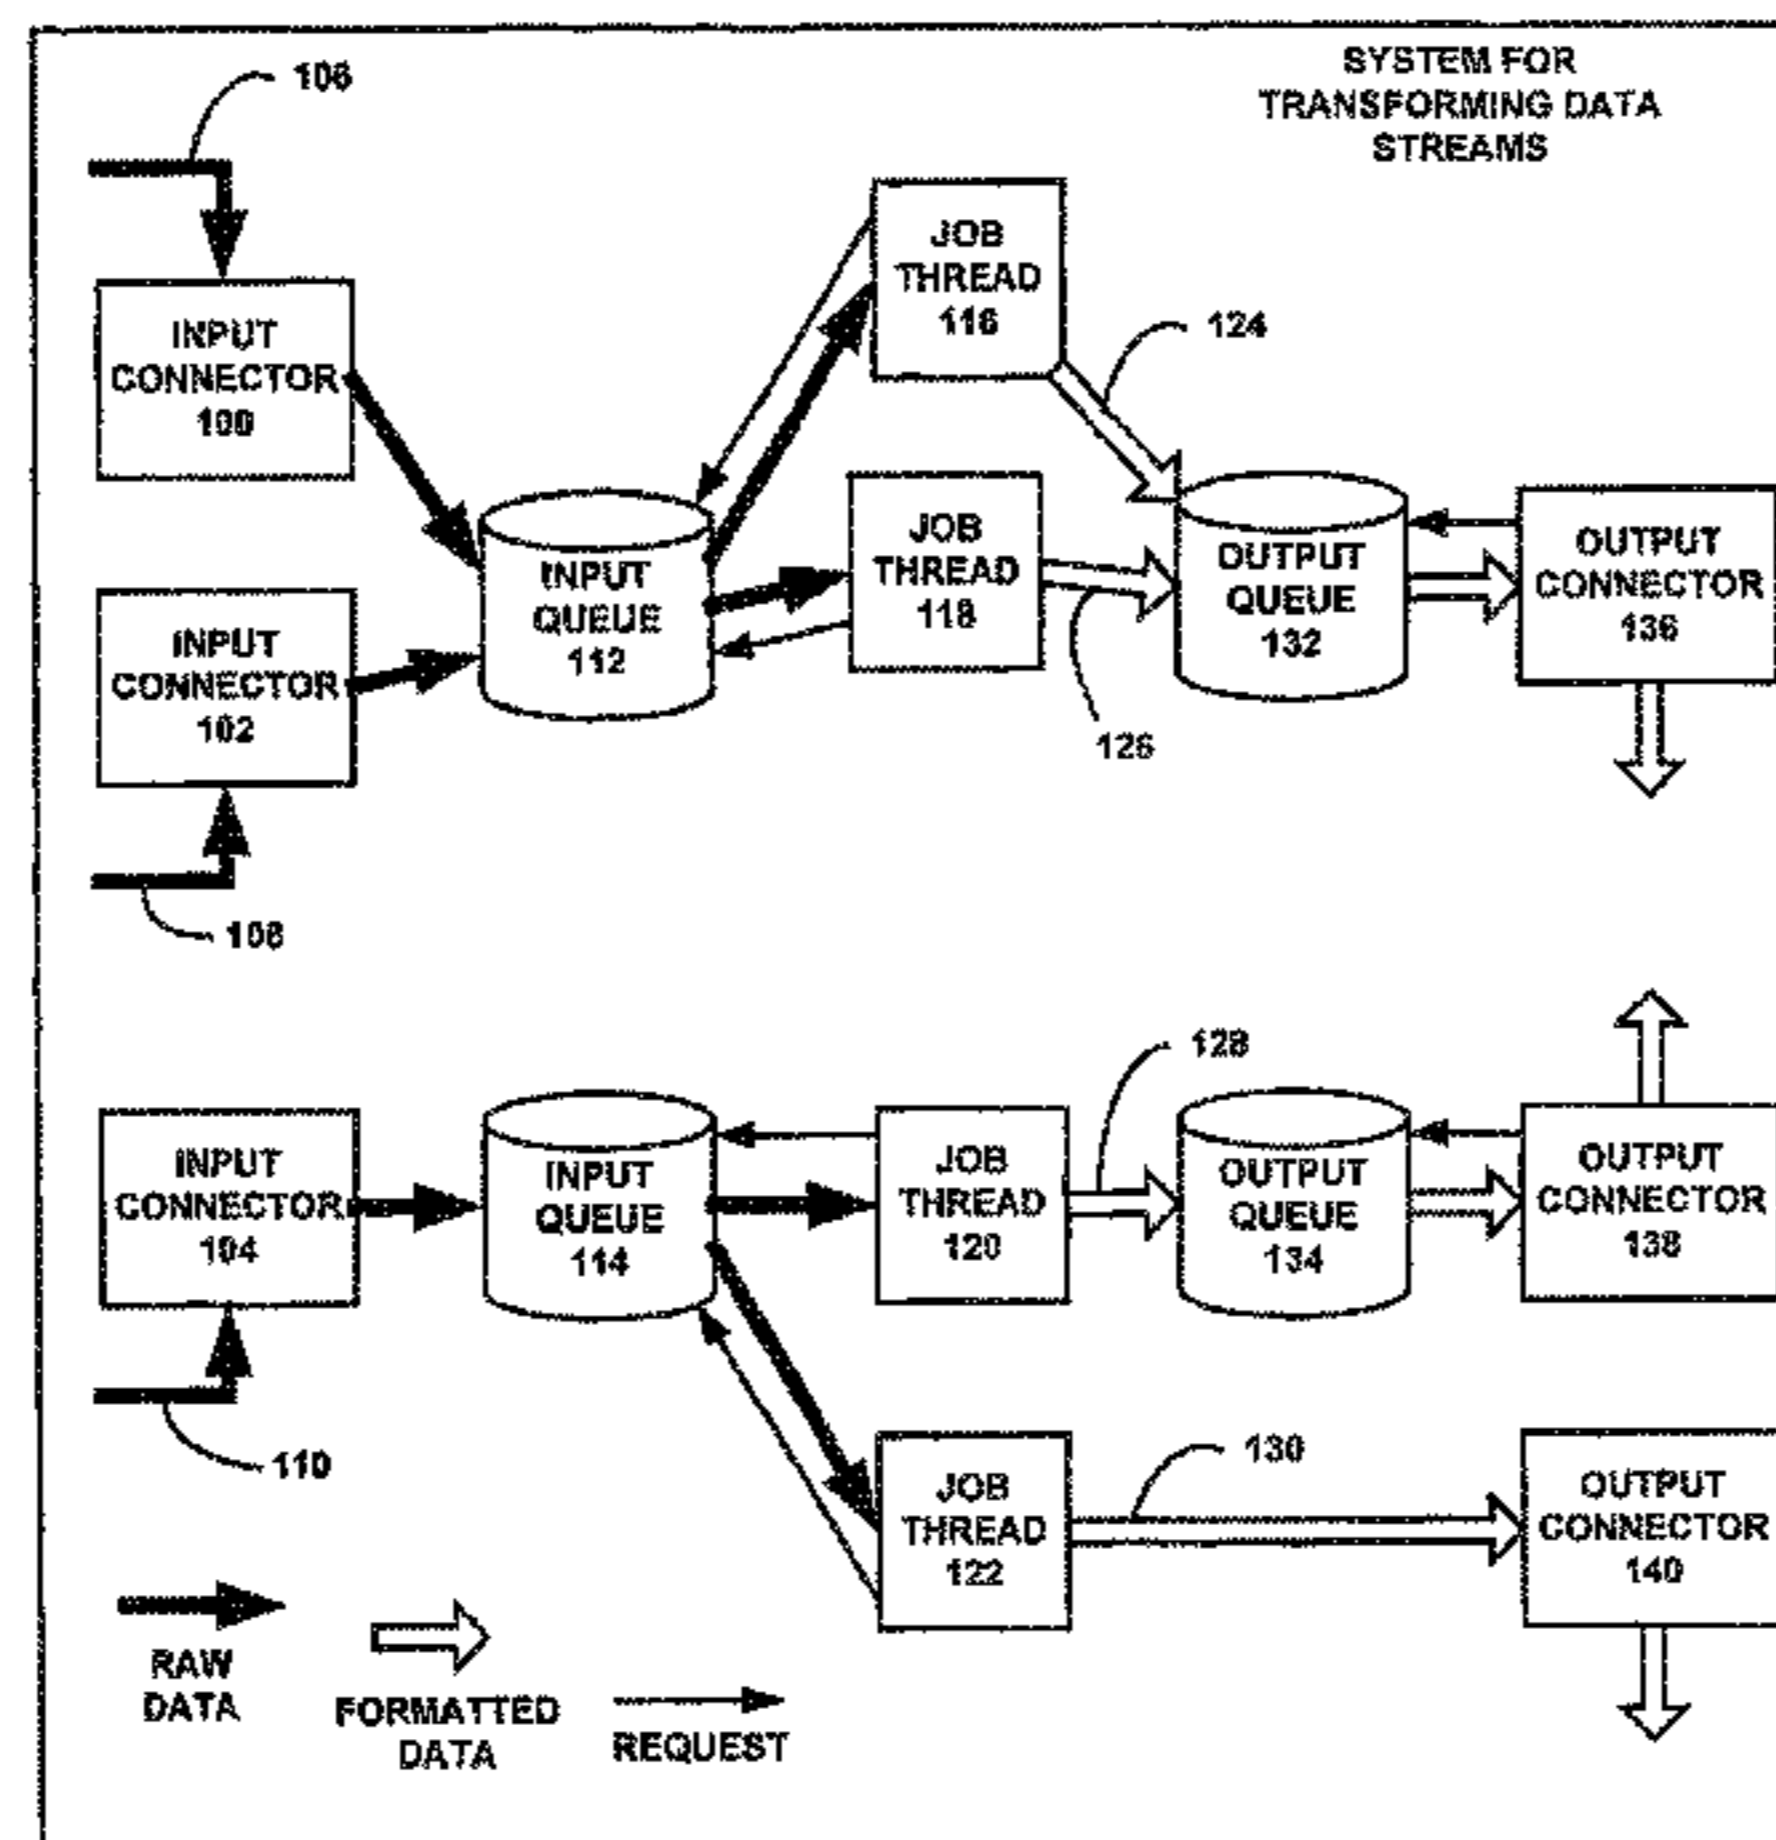 SYSTEM FOR
TRANSFORMING DATA
STREAMS
106
INPUT
CONNECTOR
100
JOB
THREAD
116
124
INPUT
QUEUE
112
JOB
THREAD
118
OUTPUT
QUEUE
132
OUTPUT
CONNECTOR
136
INPUT
CONNECTOR
102
126
108
128
INPUT
CONNECTOR
104
INPUT
QUEUE
114
JOB
THREAD
120
OUTPUT
QUEUE
134
OUTPUT
CONNECTOR
138
110
JOB
THREAD
122
130
OUTPUT
CONNECTOR
140
RAW
DATA
FORMATTED
DATA
REQUEST